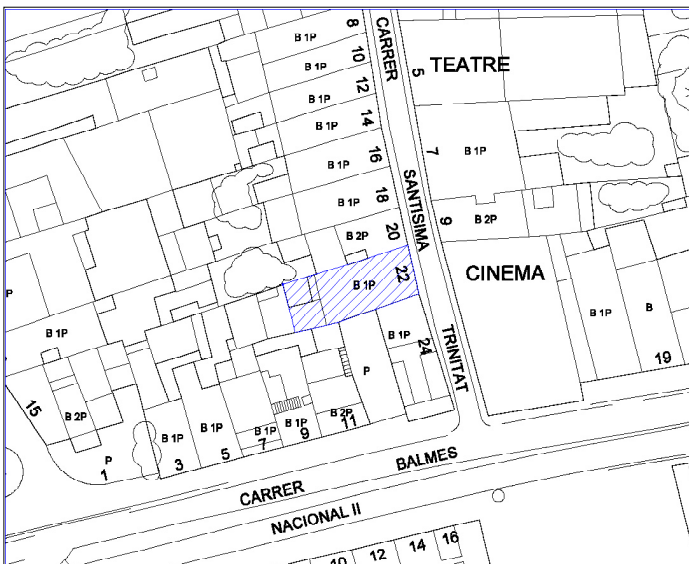 8
B 1P
CARRER
10
B 1P
5
TEATRE
12
B 1P
14
B 1P
7
B 1P
16
B 1P
SANTISIMA
18
B 1P
9
B 2P
20
B 2P
22
B 1P
CINEMA
P
B 1P
B 1P
B
TRINITAT
24
B 1P
19
P
15
B 2P
B 1P
B 1P
B 1P
B 1P
B 2P
P
1
3
5
7
9
11
CARRER
BALMES
NACIONAL II
10
12
14
16